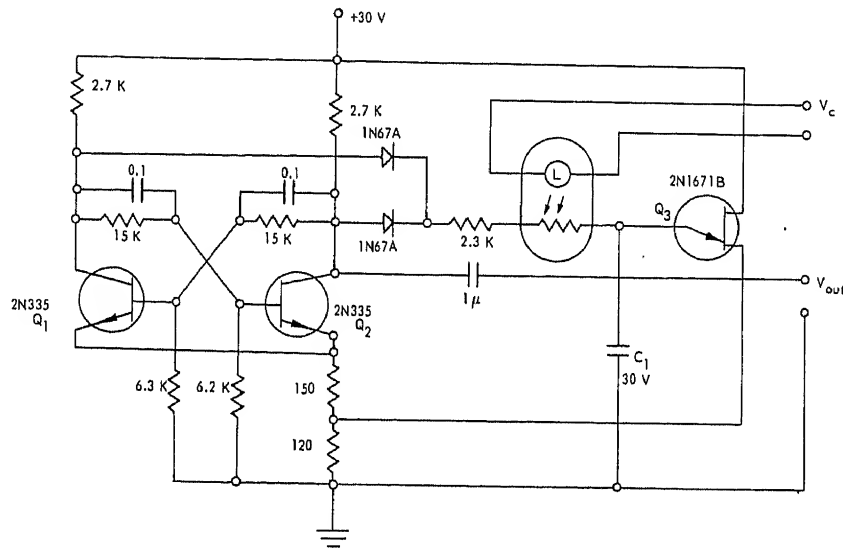 +30 V
2.7 K
2.7 K
1N67A
V_c
0.1
0.1
L
2N1671B
15 K
15 K
1N67A
2.3 K
Q_3
2N335
Q_1
2N335
Q_2
1 μ
V_out
6.3 K
6.2 K
150
C_1
30 V
120